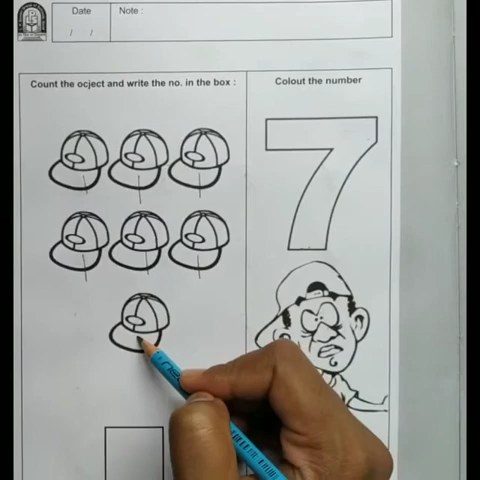 Date
Note :
/ /
Count the ocject and write the no. in the box :
Colout the number
7